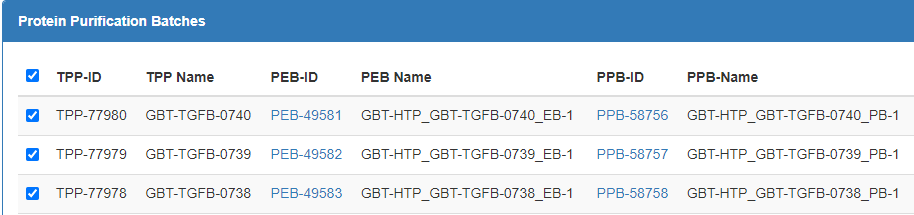 Protein Purification Batches
TPP-ID TPP Name PEB-ID PEB Name PPB-ID PPB-Name
TPP-77980 GBT-TGFB-0740 PEB-49581 GBT-HTP_GBT-TGFB-0740_EB-1 PPB-58756 GBT-HTP_GBT-TGFB-0740_PB-1
TPP-77979 GBT-TGFB-0739 PEB-49582 GBT-HTP_GBT-TGFB-0739_EB-1 PPB-58757 GBT-HTP_GBT-TGFB-0739_PB-1
TPP-77978 GBT-TGFB-0738 PEB-49583 GBT-HTP_GBT-TGFB-0738_EB-1 PPB-58758 GBT-HTP_GBT-TGFB-0738_PB-1